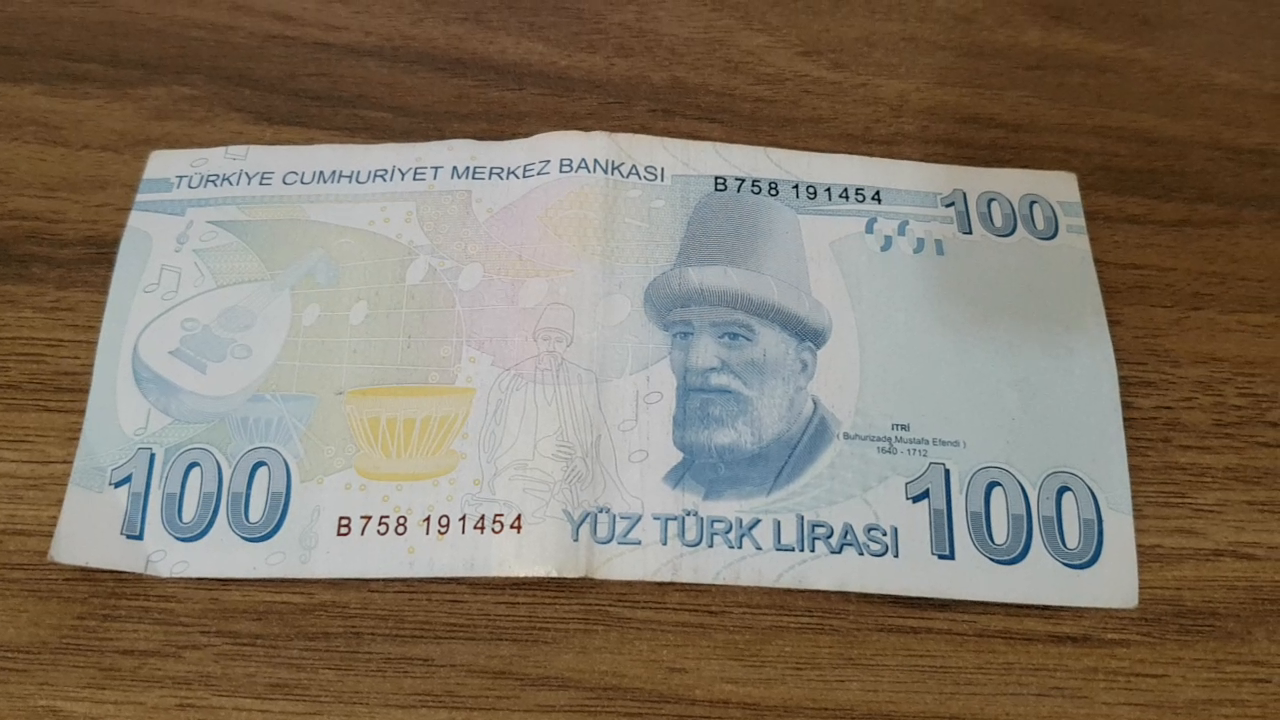 TÜRKİYE CUMHURİYET MERKEZ BANKASI
B758 191454
100
ITRİ
( Buhurizade Mustafa Efendi )
1640 - 1712
100
B758 191454
YÜZ TÜRK LİRASI
100